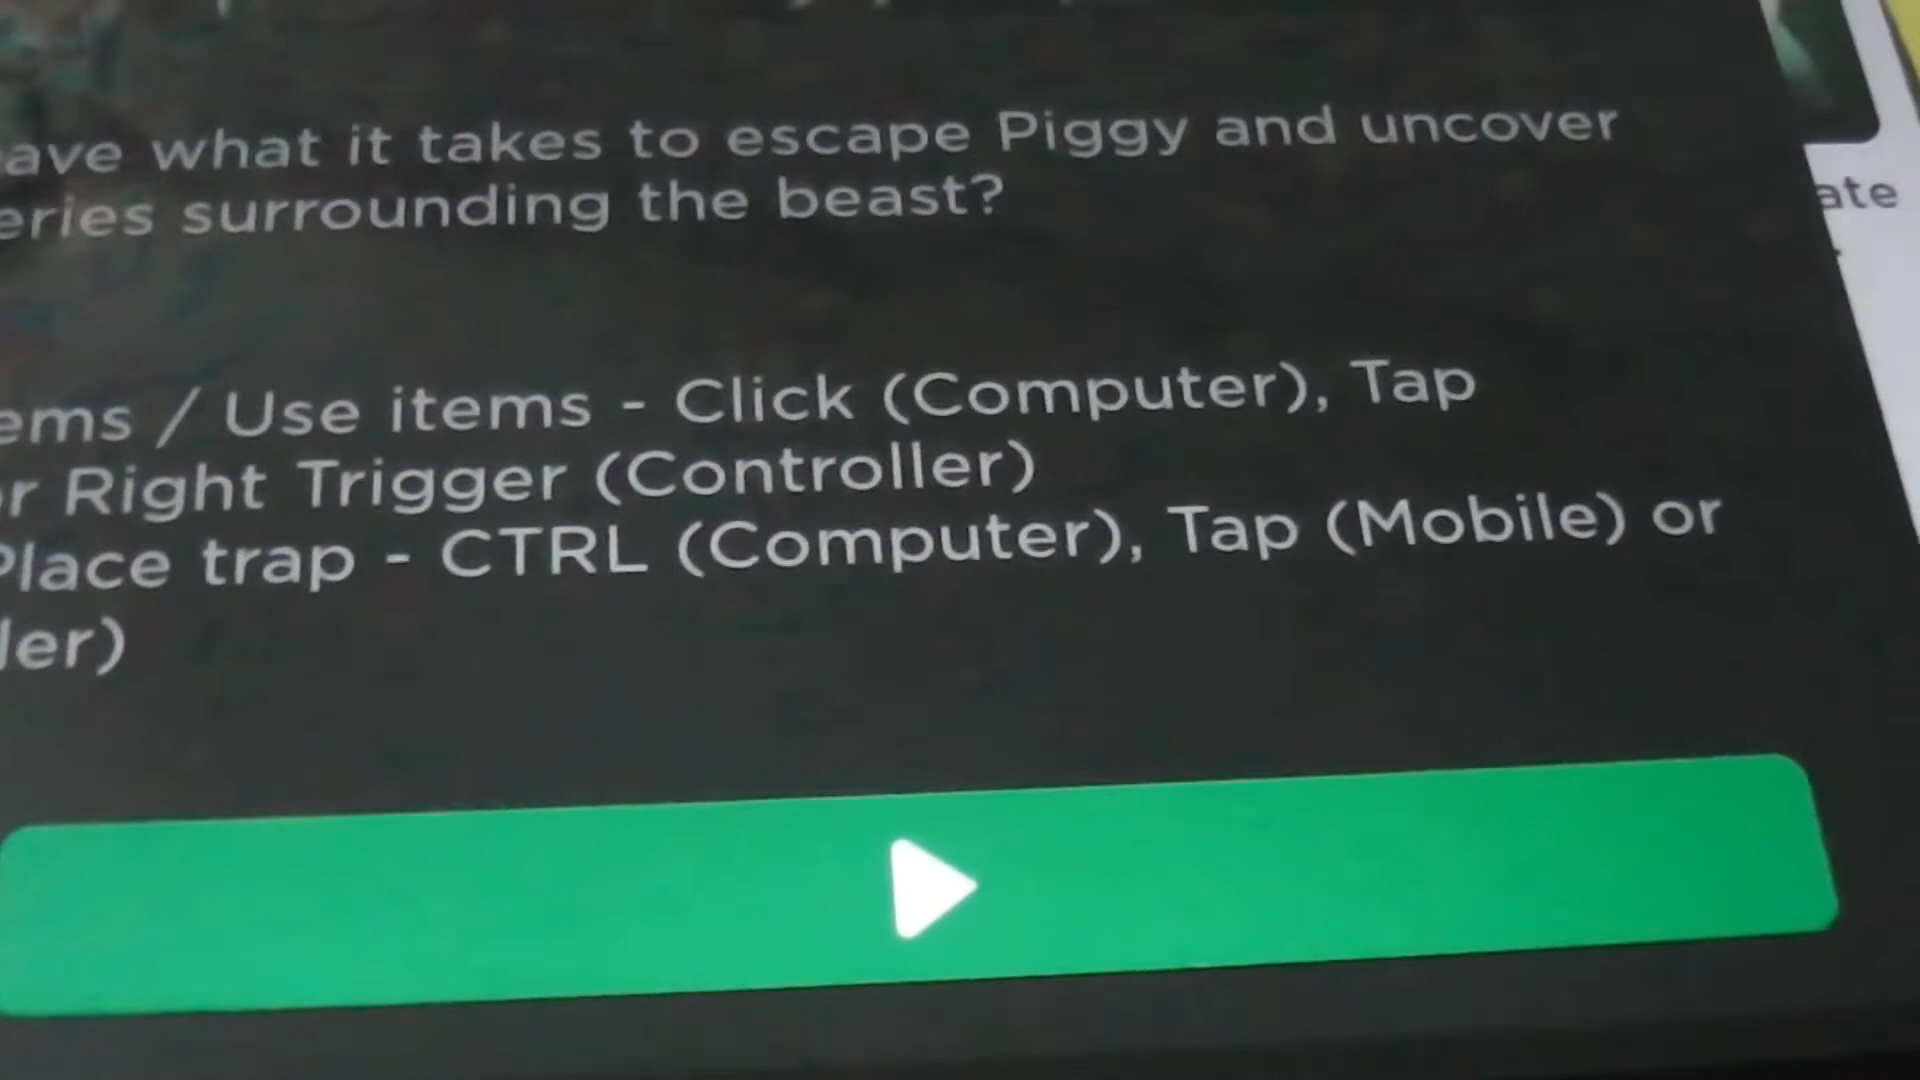 ave what it takes to escape Piggy and uncover
eries surrounding the beast?
ems / Use items - Click (Computer), Tap
or Right Trigger (Controller)
Place trap - CTRL (Computer), Tap (Mobile) or
ler)
ate